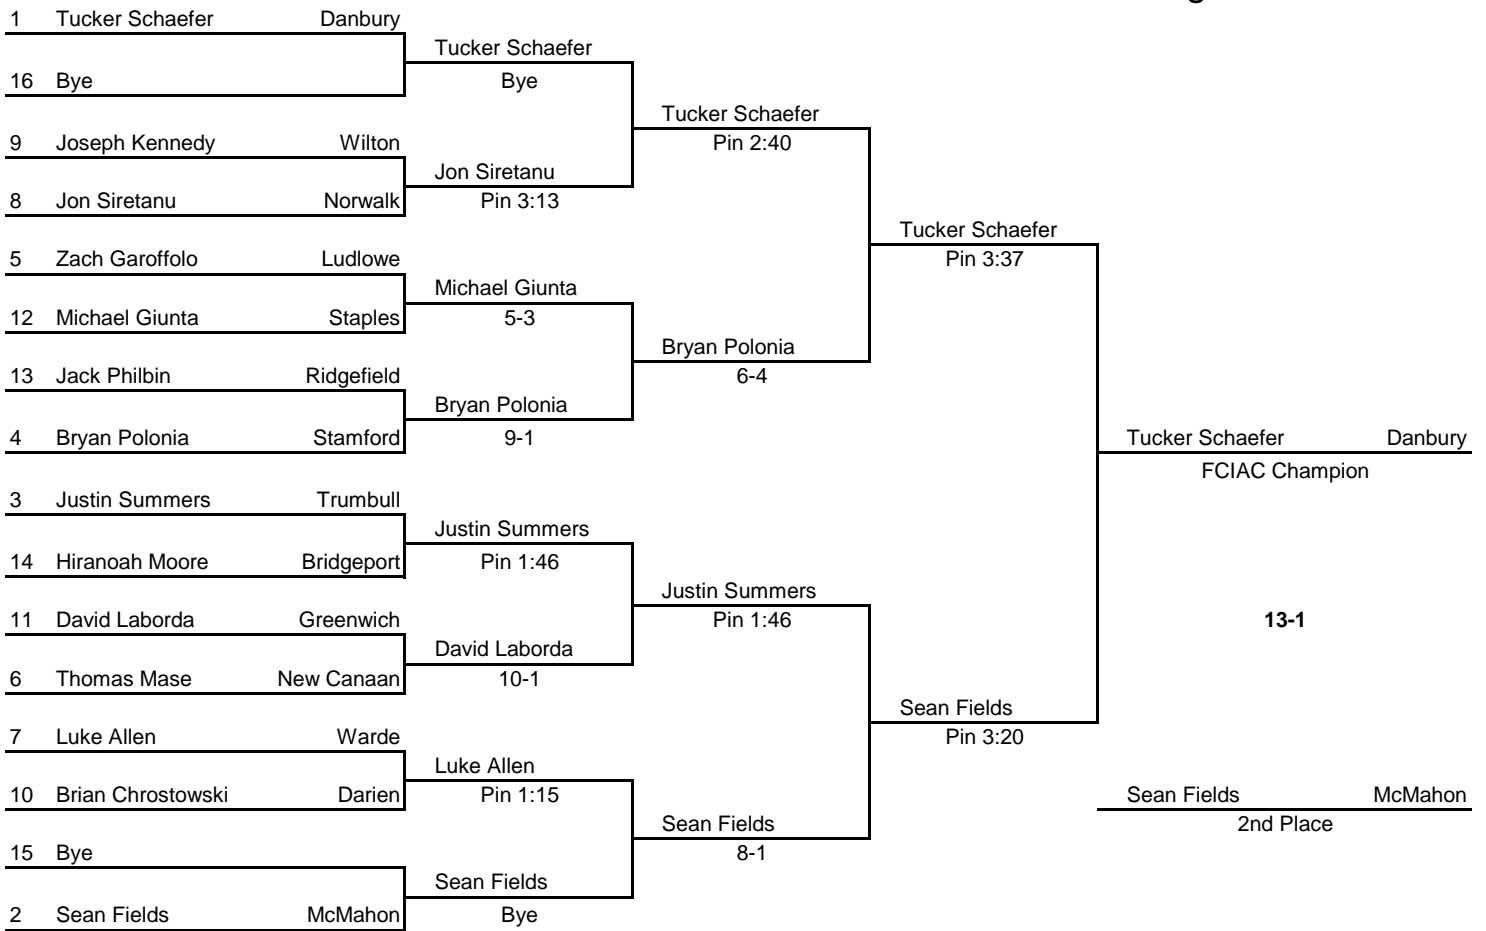 1 Tucker Schaefer Danbury
Tucker Schaefer
16 Bye
Bye
Tucker Schaefer
9 Joseph Kennedy Wilton
Pin 2:40
Jon Siretanu
8 Jon Siretanu Norwalk
Pin 3:13
Tucker Schaefer
5 Zach Garoffolo Ludlowe
Pin 3:37
Michael Giunta
12 Michael Giunta Staples
5-3
Bryan Polonia
13 Jack Philbin Ridgefield
6-4
Bryan Polonia
4 Bryan Polonia Stamford
9-1
Tucker Schaefer Danbury
FCIAC Champion
3 Justin Summers Trumbull
Justin Summers
14 Hiranoah Moore Bridgeport
Pin 1:46
Justin Summers
11 David Laborda Greenwich
Pin 1:46
13-1
David Laborda
6 Thomas Mase New Canaan
10-1
Sean Fields
7 Luke Allen Warde
Pin 3:20
Luke Allen
10 Brian Chrostowski Darien
Pin 1:15
Sean Fields McMahon
Sean Fields
2nd Place
15 Bye
8-1
Sean Fields
2 Sean Fields McMahon
Bye